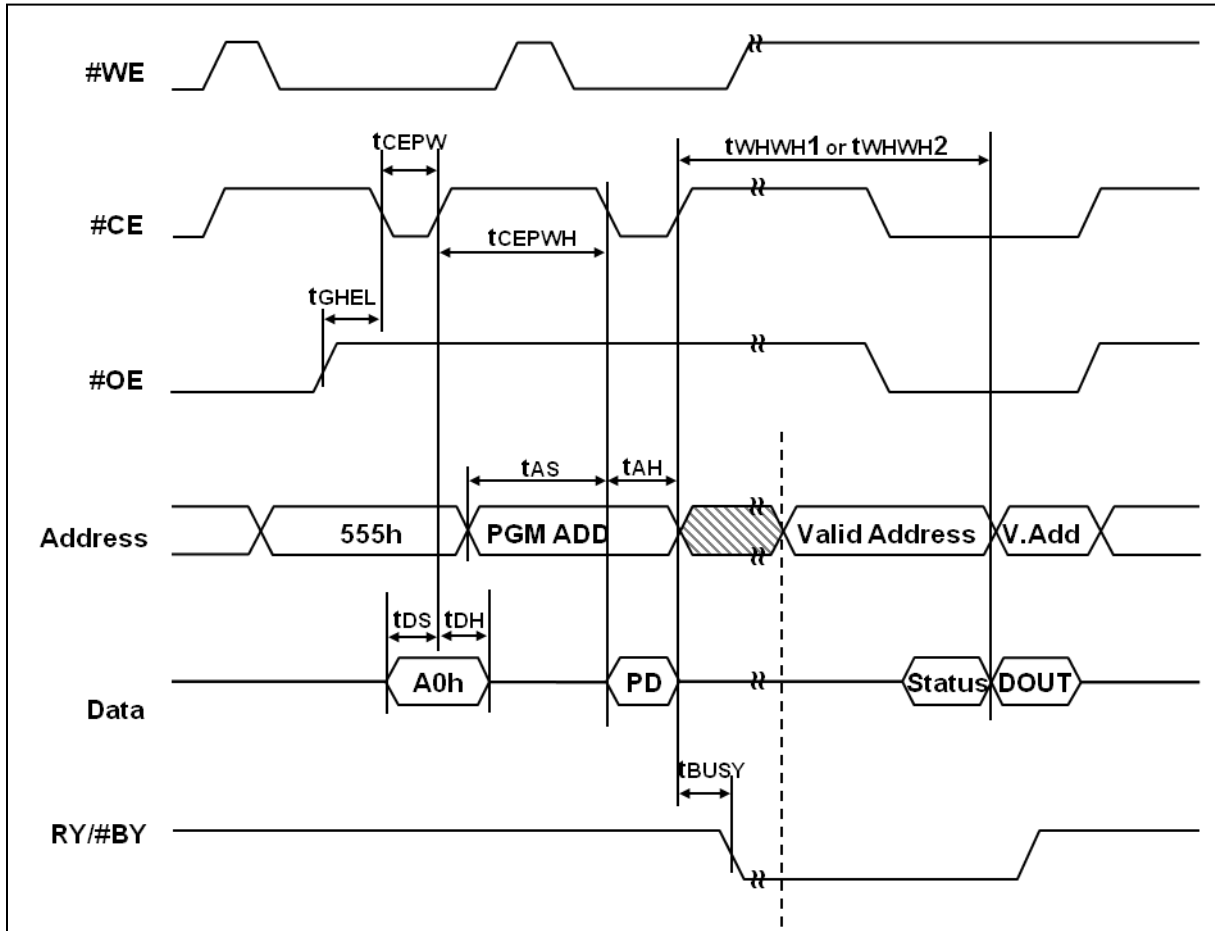 #WE
tCEPW
tWHWH1 or tWHWH2
#CE
tCEPWH
tGHEL
#OE
tAS
tAH
Address
555h
PGM ADD
Valid Address
V.Add
tDS
tDH
A0h
PD
Status
DOUT
Data
tBUSY
RY/#BY